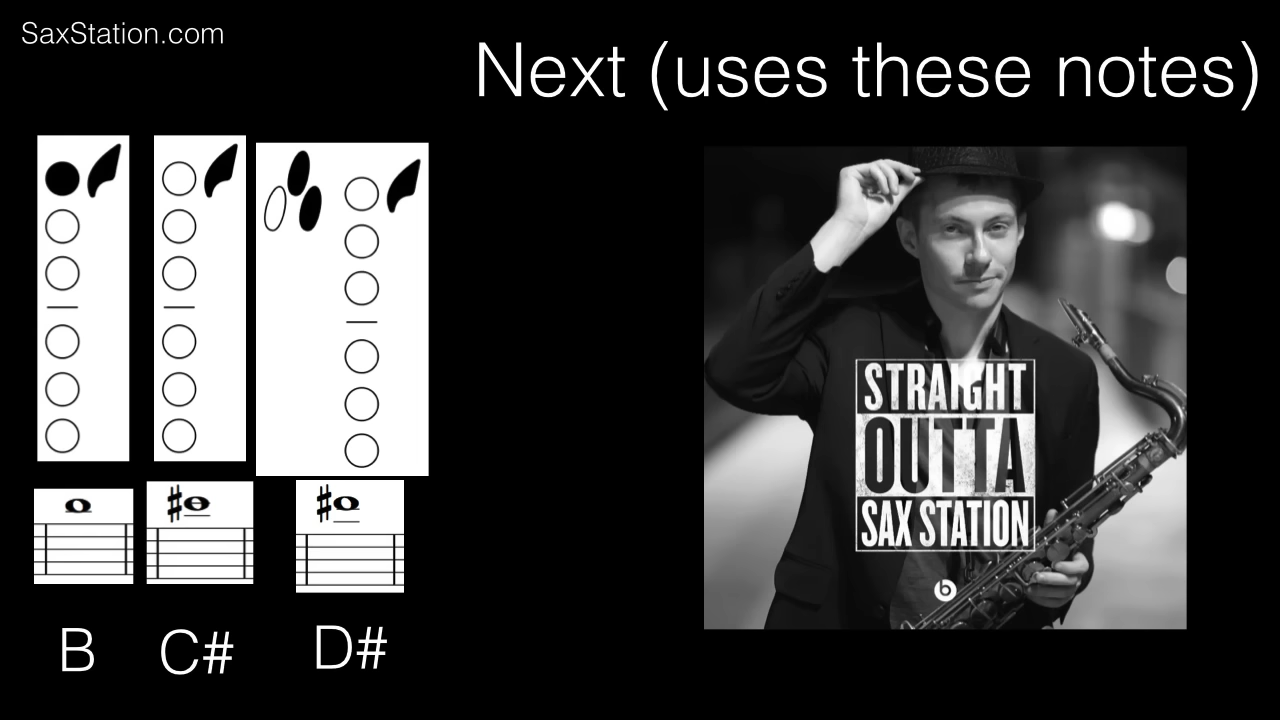 SaxStation.com
Next (uses these notes)
STRAIGHT
OUTTA
SAX STATION
b
B
C#
D#